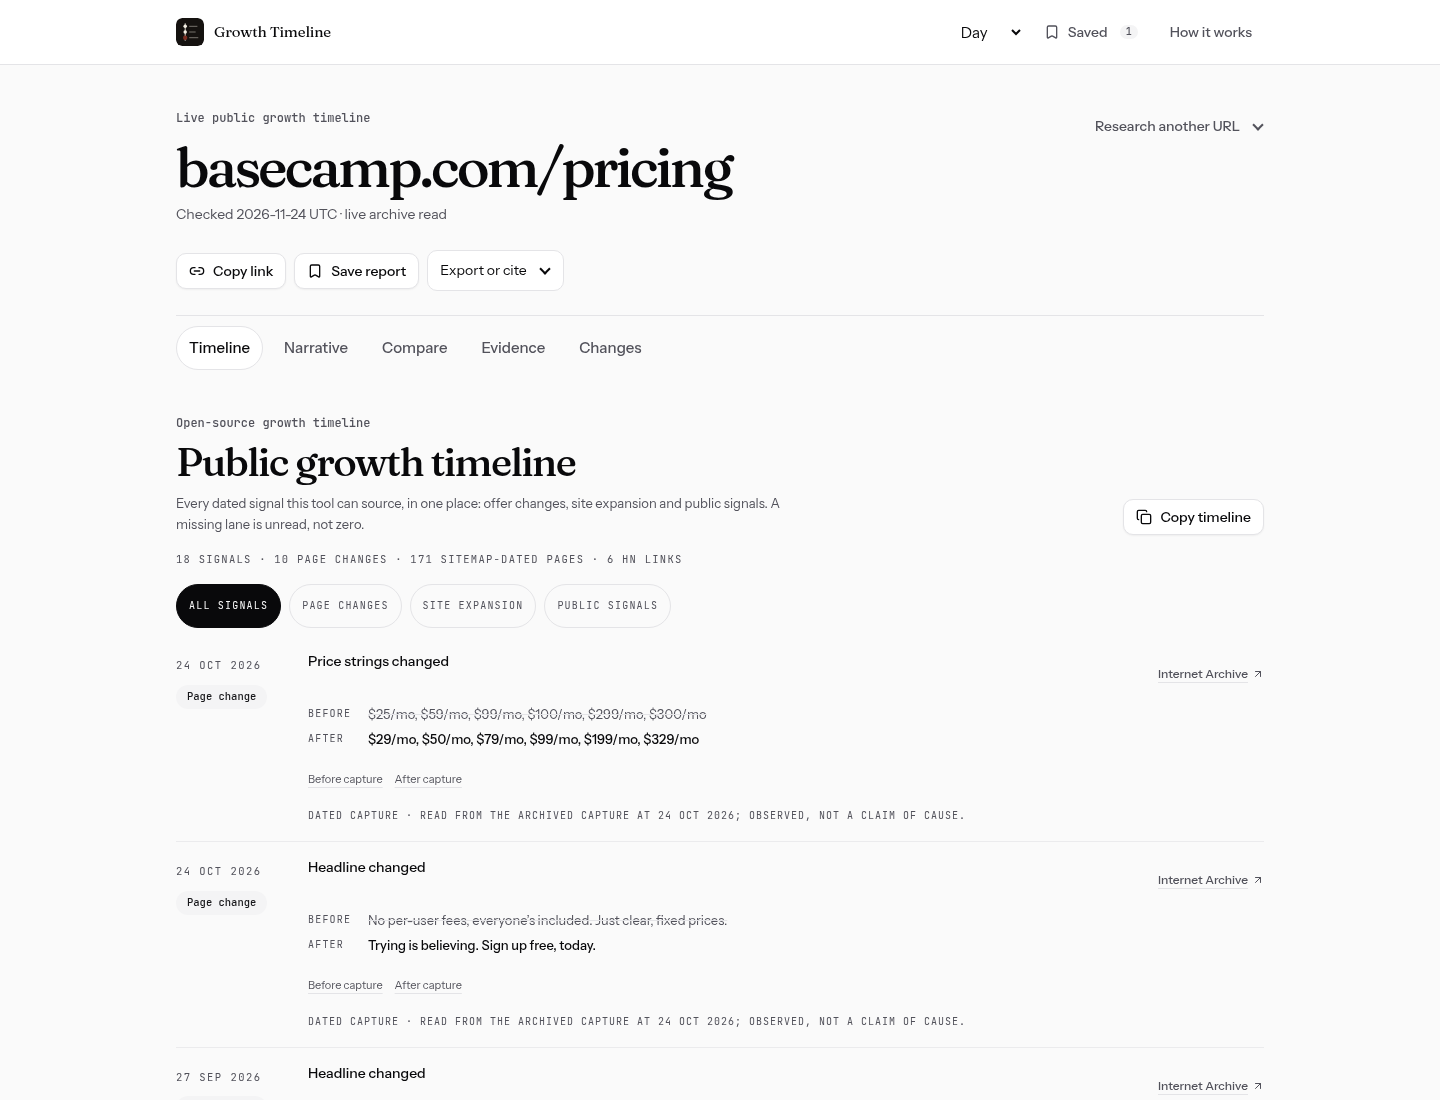 Growth Timeline
Day
Saved 1
How it works
Live public growth timeline
Research another URL
basecamp.com/pricing
Checked 2026-11-24 UTC · live archive read
Copy link
Save report
Export or cite
Timeline
Narrative
Compare
Evidence
Changes
Open-source growth timeline
Public growth timeline
Every dated signal this tool can source, in one place: offer changes, site expansion and public signals. A
missing lane is unread, not zero.
Copy timeline
18 SIGNALS · 10 PAGE CHANGES · 171 SITEMAP-DATED PAGES · 6 HN LINKS
ALL SIGNALS
PAGE CHANGES
SITE EXPANSION
PUBLIC SIGNALS
24 OCT 2026
Page change
Price strings changed
Internet Archive
BEFORE $25/mo, $59/mo, $99/mo, $100/mo, $299/mo, $300/mo
AFTER $29/mo, $50/mo, $79/mo, $99/mo, $199/mo, $329/mo
Before capture After capture
DATED CAPTURE · READ FROM THE ARCHIVED CAPTURE AT 24 OCT 2026; OBSERVED, NOT A CLAIM OF CAUSE.
24 OCT 2026
Page change
Headline changed
Internet Archive
BEFORE No per-user fees, everyone's included. Just clear, fixed prices.
AFTER Trying is believing. Sign up free, today.
Before capture After capture
DATED CAPTURE · READ FROM THE ARCHIVED CAPTURE AT 24 OCT 2026; OBSERVED, NOT A CLAIM OF CAUSE.
27 SEP 2026
Headline changed
Internet Archive